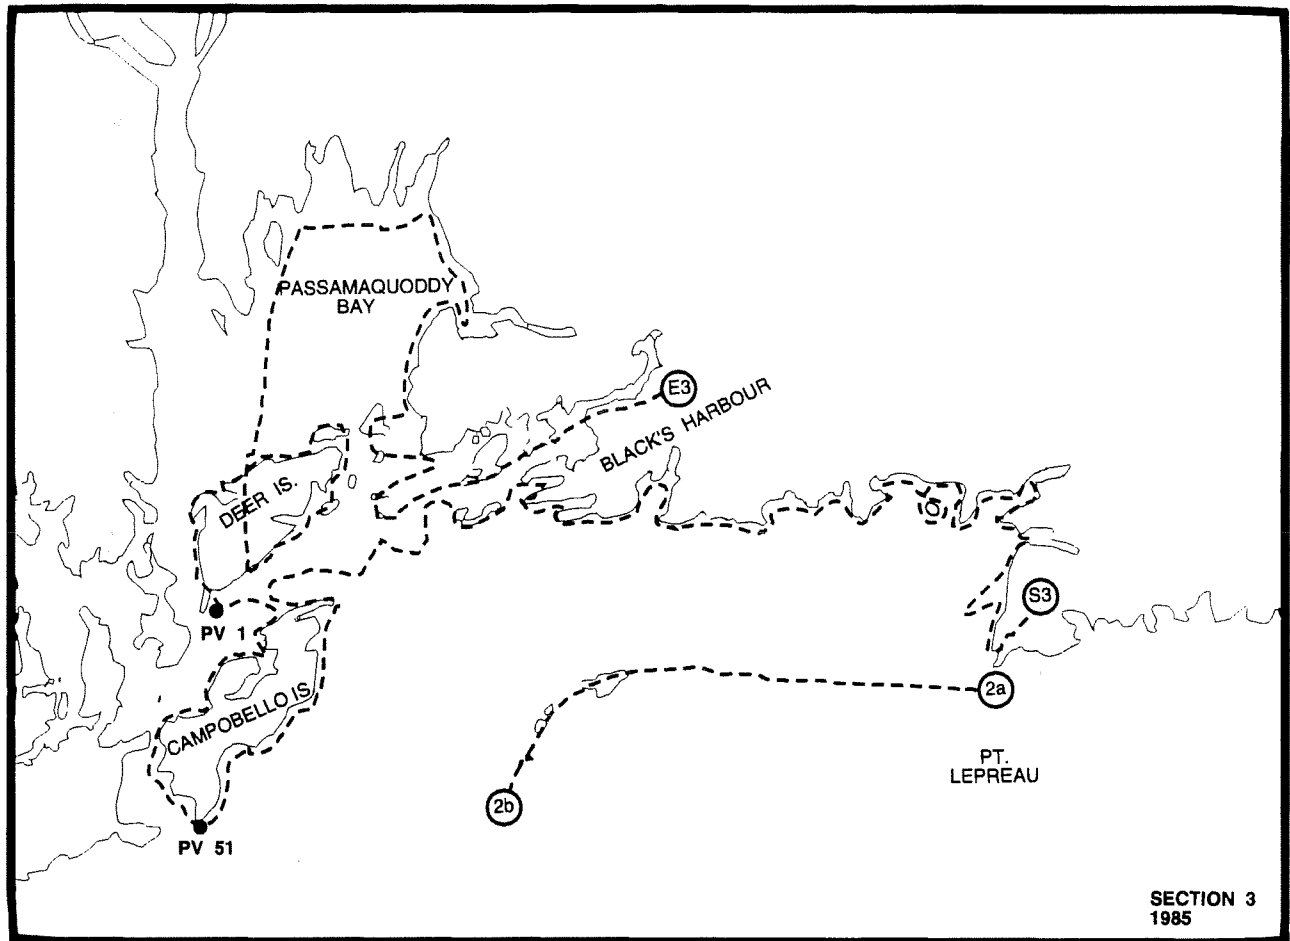 PASSAMAQUODDY
BAY
E3
BLACK'S HARBOUR
DEER IS.
S3
PV 1
2a
CAMPOBELLO IS
PT.
LEPREAU
2b
PV 51
SECTION 3
1985